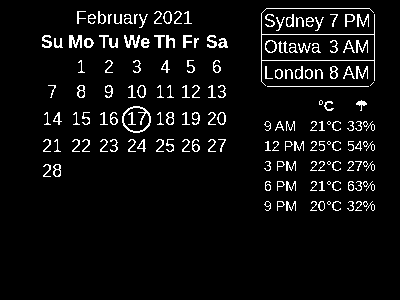 February 2021
Su Mo Tu We Th Fr Sa
1 2 3 4 5 6
7 8 9 10 11 12 13
14 15 16 17 18 19 20
21 22 23 24 25 26 27
28
Sydney 7 PM
Ottawa 3 AM
London 8 AM
°C ☂
9 AM 21°C 33%
12 PM 25°C 54%
3 PM 22°C 27%
6 PM 21°C 63%
9 PM 20°C 32%